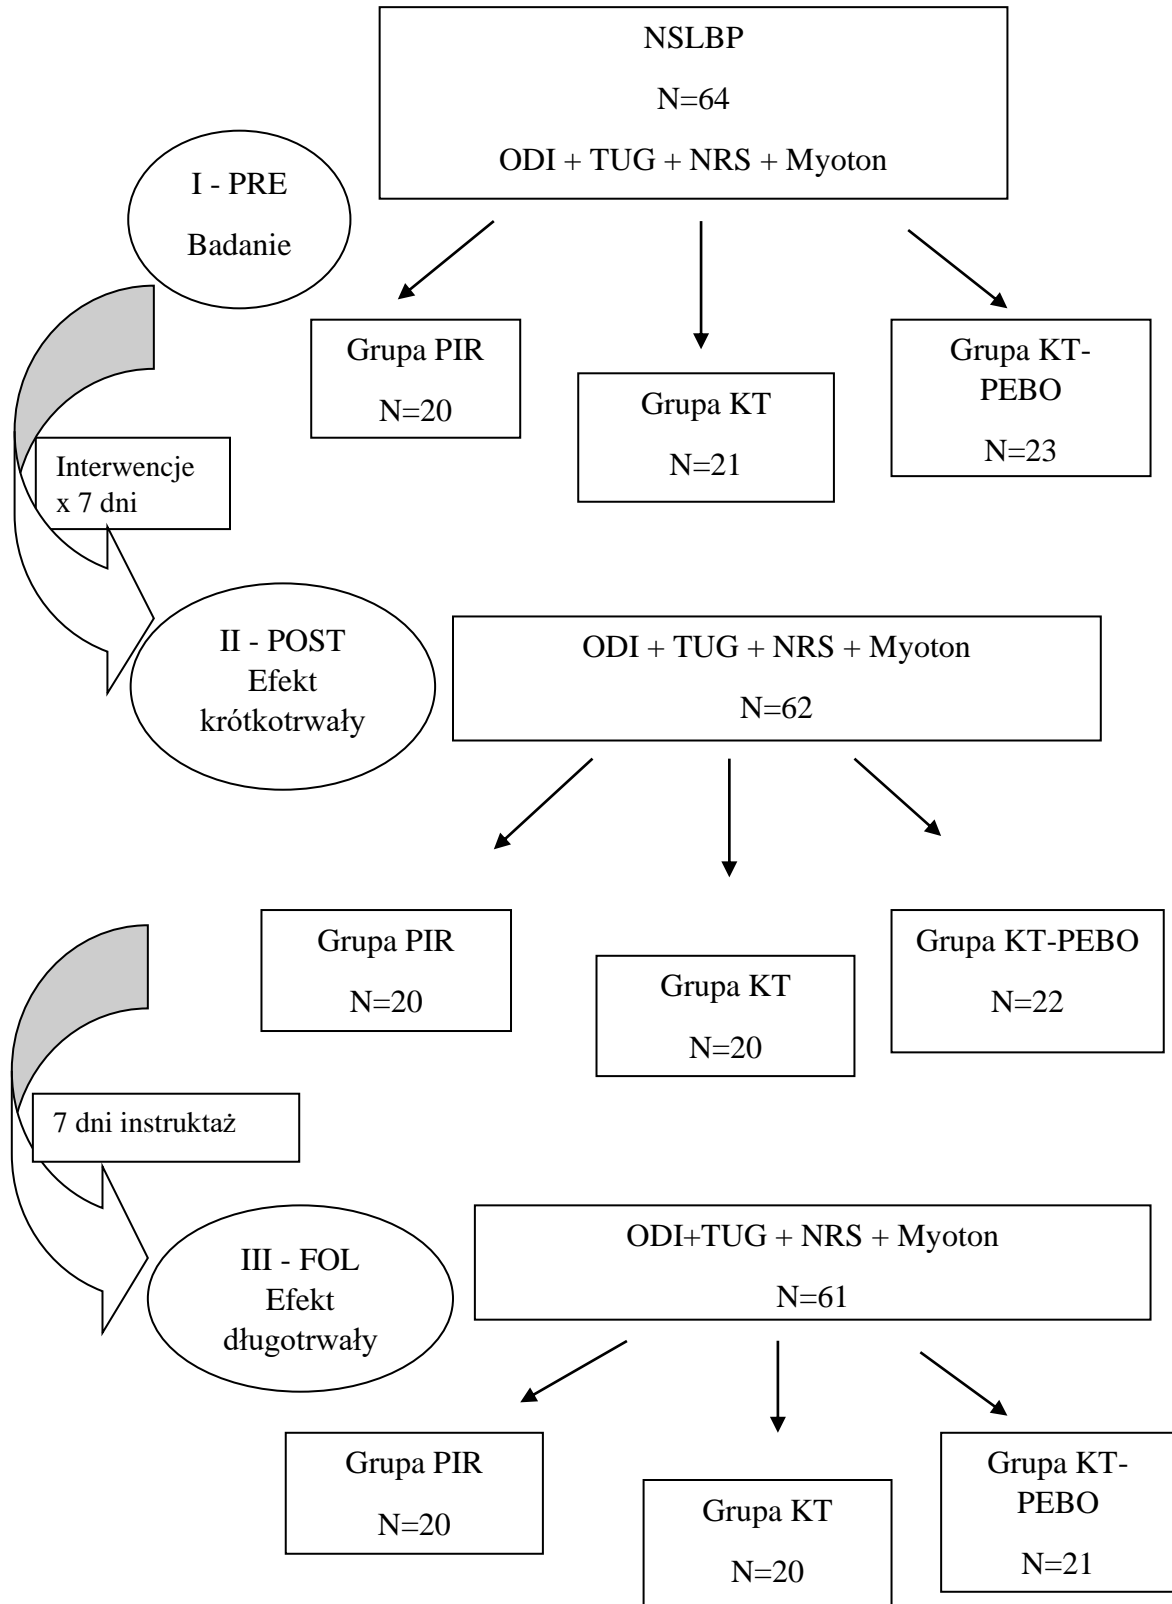 NSLBP
N=64
ODI + TUG + NRS + Myoton
I - PRE
Badanie
Grupa PIR
N=20
Grupa KT
N=21
Grupa KT-
PEBO
N=23
Interwencje
x 7 dni
II - POST
Efekt
krótkotrwały
ODI + TUG + NRS + Myoton
N=62
Grupa PIR
N=20
Grupa KT
N=20
Grupa KT-PEBO
N=22
7 dni instruktaż
III - FOL
Efekt
długotrwały
ODI+TUG + NRS + Myoton
N=61
Grupa PIR
N=20
Grupa KT
N=20
Grupa KT-
PEBO
N=21